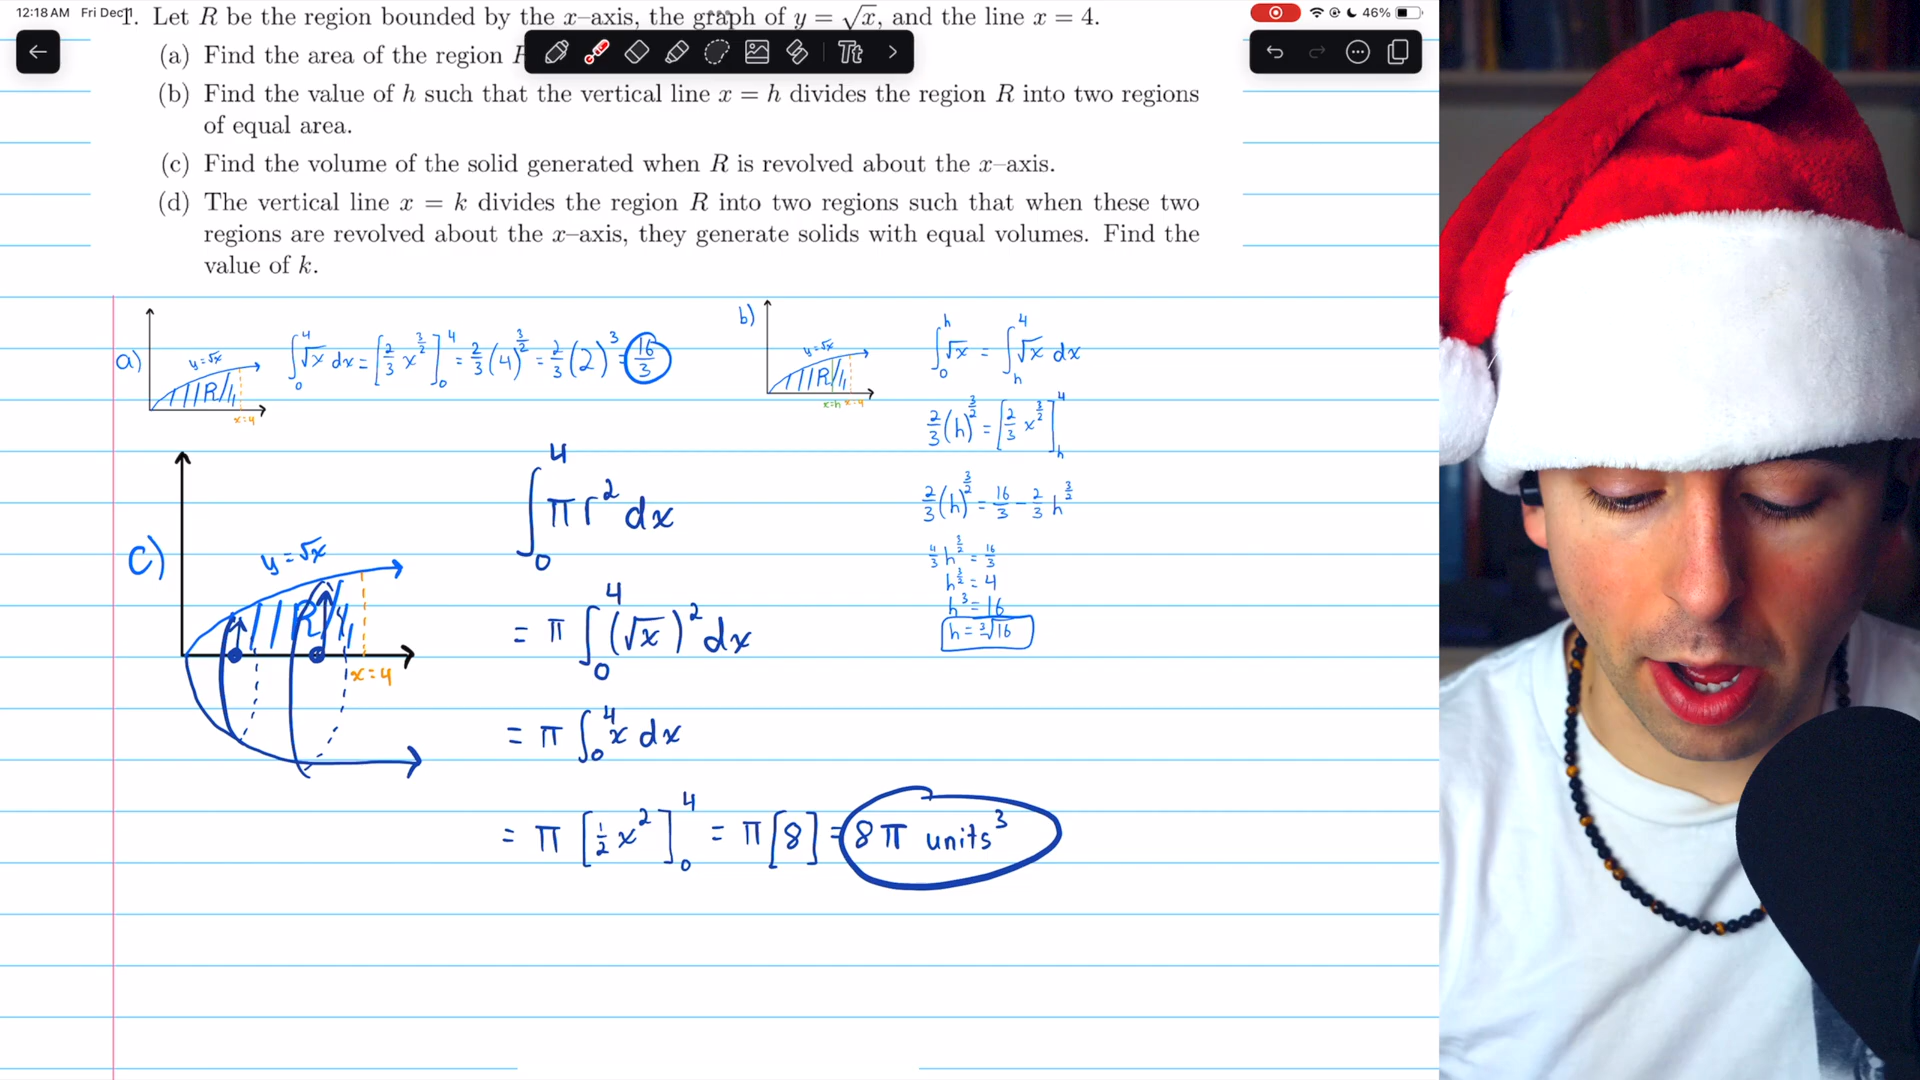 12:18 AM Fri Dec 1
46%
1. Let R be the region bounded by the x–axis, the graph of y = √x, and the line x = 4.
(a) Find the area of the region
(b) Find the value of h such that the vertical line x = h divides the region R into two regions
of equal area.
(c) Find the volume of the solid generated when R is revolved about the x–axis.
(d) The vertical line x = k divides the region R into two regions such that when these two
regions are revolved about the x–axis, they generate solids with equal volumes. Find the
value of k.
Tt
a)
y = √x
R
x = 4
∫₀⁴ √x dx = [2/3 x^(3/2)]₀⁴ = 2/3 (4)^(3/2) = 2/3 (2)³ = 16/3
b)
y = √x
R
x=h x=4
∫₀ʰ √x = ∫ₕ⁴ √x dx
2/3 (h)^(3/2) = [2/3 x^(3/2)]ₕ⁴
2/3 (h)^(3/2) = 16/3 - 2/3 h^(3/2)
4/3 h^(3/2) = 16/3
h^(3/2) = 4
h³ = 16
h = ³√16
c)
y = √x
R
x = 4
∫₀⁴ π r² dx
= π ∫₀⁴ (√x)² dx
= π ∫₀⁴ x dx
= π [1/2 x²]₀⁴ = π[8] = 8π units³